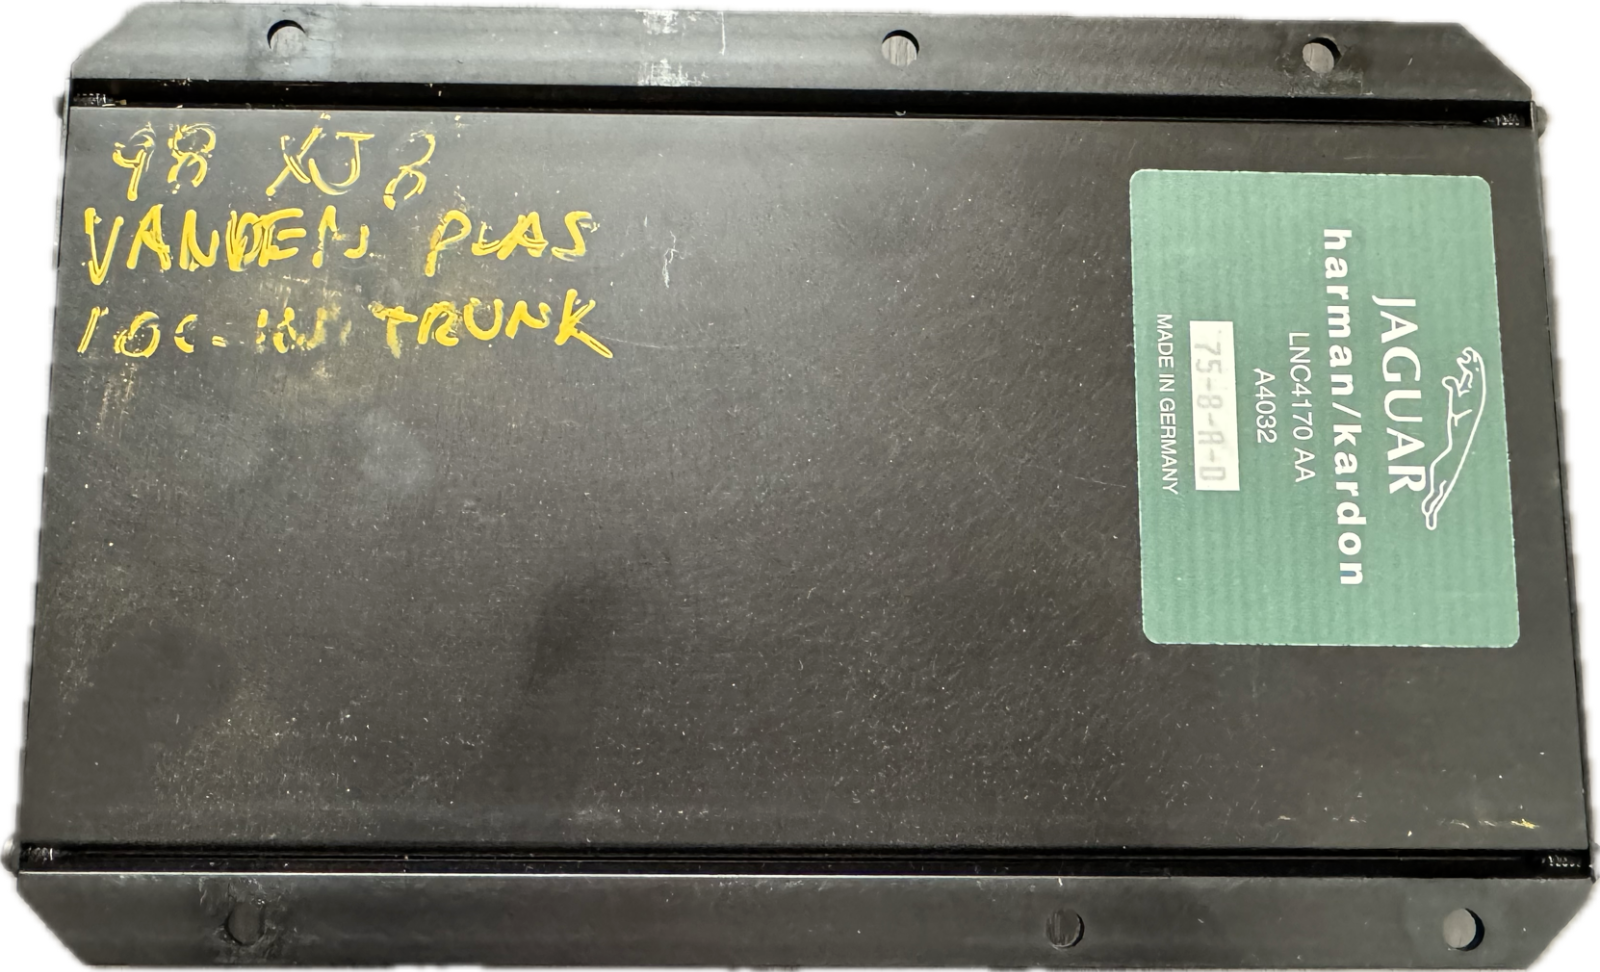 98 XJ8
VANDEN PLAS
LOC-IN TRUNK
JAGUAR
harman/kardon
LNC4170 AA
A4032
75-8-A-D
MADE IN GERMANY